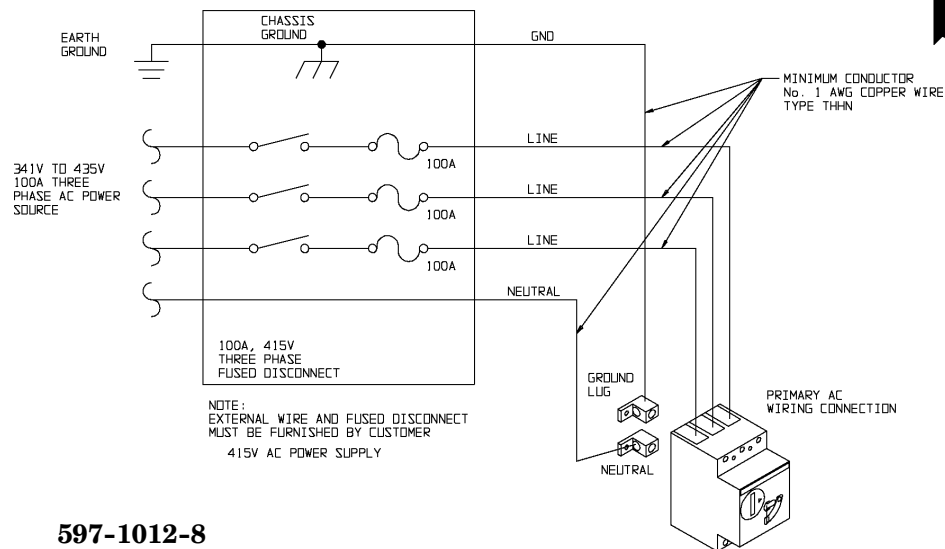 CHASSIS
GROUND
EARTH
GROUND
GND
MINIMUM CONDUCTOR
No. 1 AWG COPPER WIRE
TYPE THHN
LINE
100A
341V TO 435V
100A THREE
PHASE AC POWER
SOURCE
LINE
100A
LINE
100A
NEUTRAL
100A, 415V
THREE PHASE
FUSED DISCONNECT
GROUND
LUG
PRIMARY AC
WIRING CONNECTION
NOTE:
EXTERNAL WIRE AND FUSED DISCONNECT
MUST BE FURNISHED BY CUSTOMER
415V AC POWER SUPPLY
NEUTRAL
597-1012-8